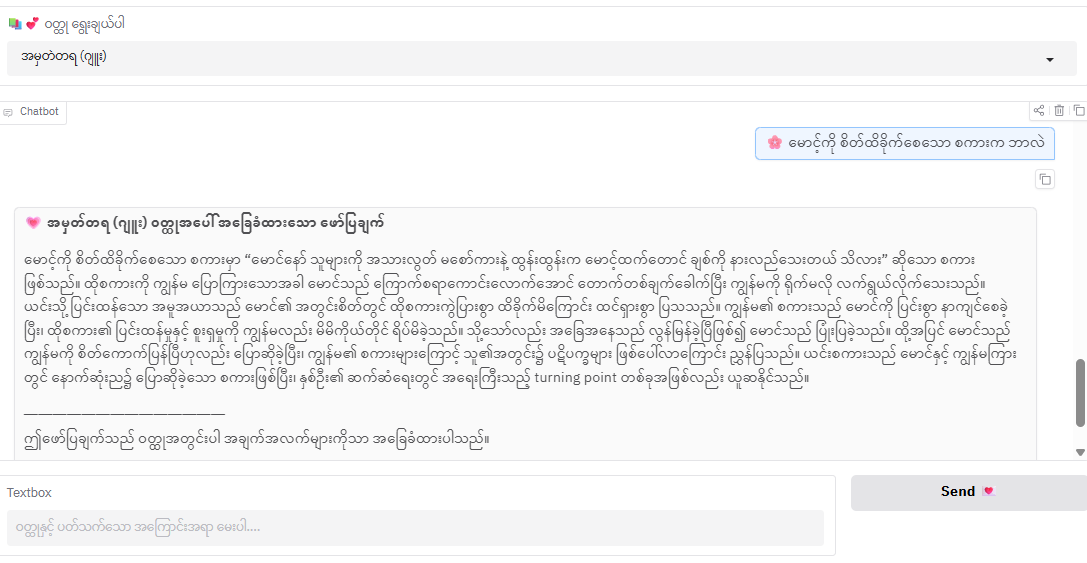 📚💕 ဝတ္ထု ရွေးချယ်ပါ
အမှတဲတရ (ဂျူး)
Chatbot
🌸 မောင့်ကို စိတ်ထိခိုက်စေသော စကားက ဘာလဲ
💗 အမှတ်တရ (ဂျူး) ဝတ္ထုအပေါ် အခြေခံထားသော ဖော်ပြချက်
မောင့်ကို စိတ်ထိခိုက်စေသော စကားမှာ “မောင်နော် သူများကို အသားလွတ် မစော်ကားနဲ့ ထွန်းထွန်းက မောင့်ထက်တောင် ချစ်ကို နားလည်သေးတယ် သိလား” ဆိုသော စကား
ဖြစ်သည်။ ထိုစကားကို ကျွန်မ ပြောကြားသောအခါ မောင်သည် ကြောက်စရာကောင်းလောက်အောင် တောက်တစ်ချက်ခေါက်ပြီး ကျွန်မကို ရိုက်မလို လက်ရွယ်လိုက်သေးသည်။
ယင်းသို့ ပြင်းထန်သော အမူအယာသည် မောင်၏ အတွင်းစိတ်တွင် ထိုစကားကွဲပြားစွာ ထိခိုက်မိကြောင်း ထင်ရှားစွာ ပြသသည်။ ကျွန်မ၏ စကားသည် မောင်ကို ပြင်းစွာ နာကျင်စေခဲ့
ပြီး၊ ထိုစကား၏ ပြင်းထန်မှုနှင့် စူးရှမှုကို ကျွန်မလည်း မိမိကိုယ်တိုင် ရိပ်မိခဲ့သည်။ သို့သော်လည်း အခြေအနေသည် လွန်မြန်ခဲ့ပြီဖြစ်၍ မောင်သည် ပြုံးပြခဲ့သည်။ ထို့အပြင် မောင်သည်
ကျွန်မကို စိတ်ကောက်ပြန်ပြီဟုလည်း ပြောဆိုခဲ့ပြီး၊ ကျွန်မ၏ စကားများကြောင့် သူ၏အတွင်း၌ ပဋိပက္ခများ ဖြစ်ပေါ်လာကြောင်း ညွှန်ပြသည်။ ယင်းစကားသည် မောင်နှင့် ကျွန်မကြား
တွင် နောက်ဆုံးည၌ ပြောဆိုခဲ့သော စကားဖြစ်ပြီး၊ နှစ်ဦး၏ ဆက်ဆံရေးတွင် အရေးကြီးသည့် turning point တစ်ခုအဖြစ်လည်း ယူဆနိုင်သည်။
——————————————
ဤဖော်ပြချက်သည် ဝတ္ထုအတွင်းပါ အချက်အလက်များကိုသာ အခြေခံထားပါသည်။
Textbox
ဝတ္ထုနှင့် ပတ်သက်သော အကြောင်းအရာ မေးပါ....
Send 💌